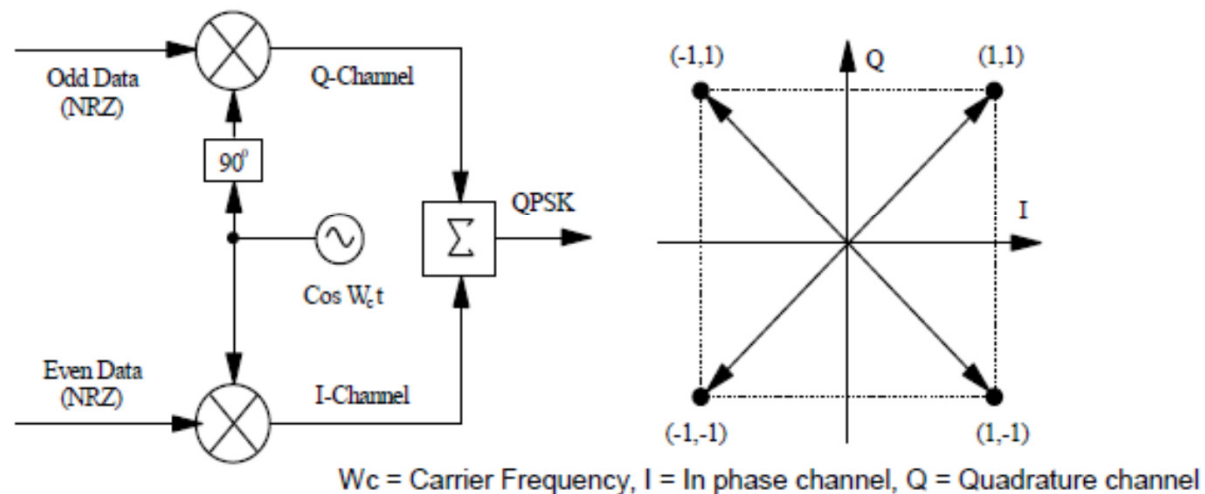 Odd Data
(NRZ)
Q-Channel
90°
Σ
QPSK
Cos Wct
Even Data
(NRZ)
I-Channel
(-1,1)
Q
(1,1)
I
(-1,-1)
(1,-1)
Wc = Carrier Frequency, I = In phase channel, Q = Quadrature channel